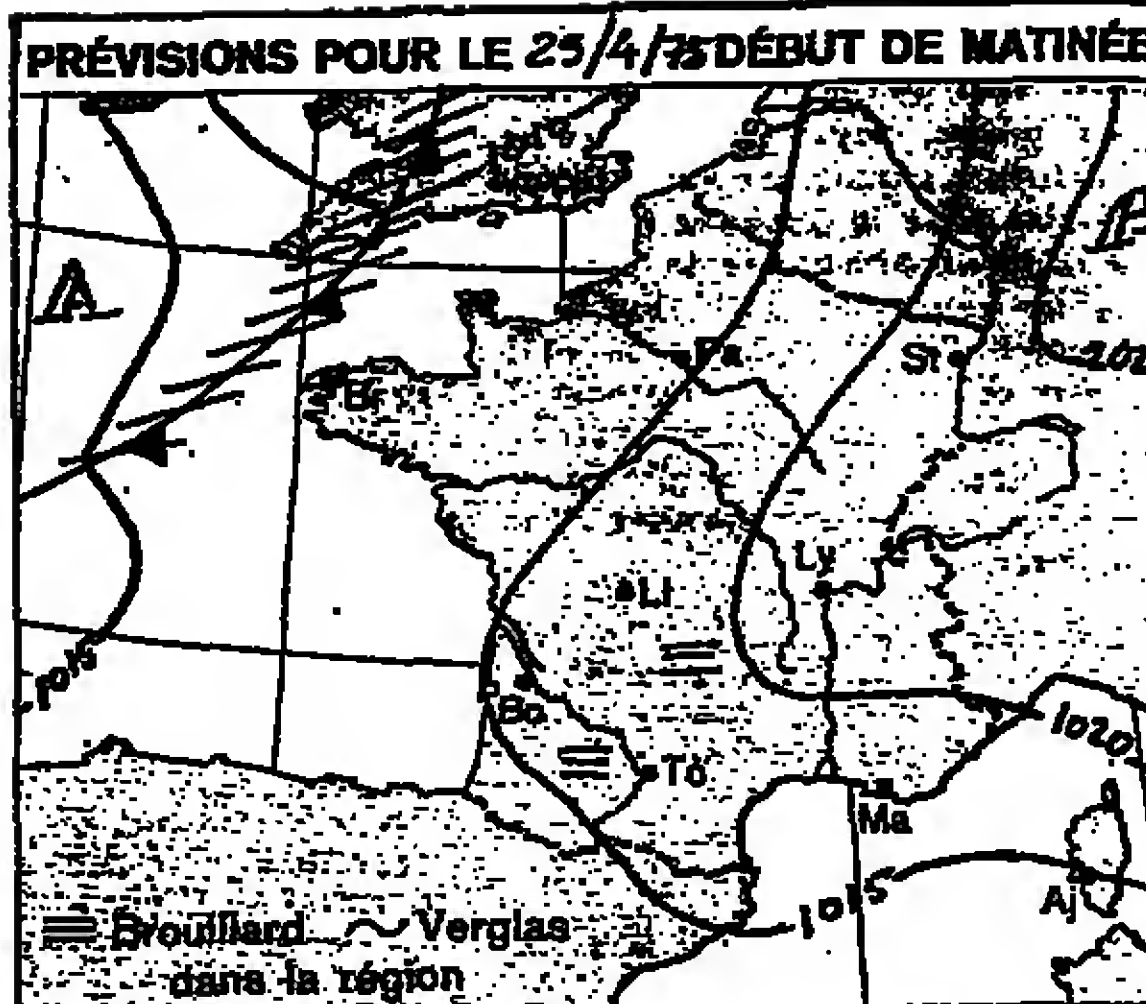 PRÉVISIONS POUR LE 25/4/75 DÉBUT DE MATINÉE
A
Pa
St
202
Br
Ly
Li
1015
Bo
1020
To
Ma
1015
Aj
Brouillard Verglas
dans la région